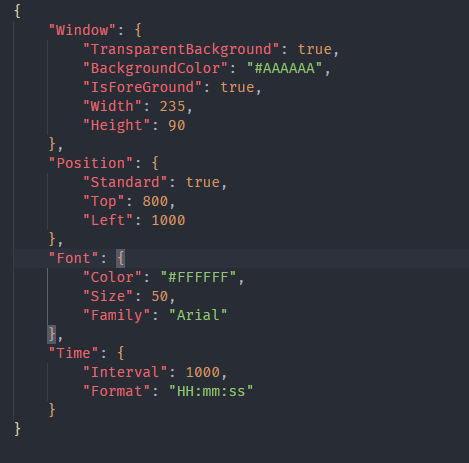 {
    "Window": {
        "TransparentBackground": true,
        "BackgroundColor": "#AAAAAA",
        "IsForeGround": true,
        "Width": 235,
        "Height": 90
    },
    "Position": {
        "Standard": true,
        "Top": 800,
        "Left": 1000
    },
    "Font": {
        "Color": "#FFFFFF",
        "Size": 50,
        "Family": "Arial"
    },
    "Time": {
        "Interval": 1000,
        "Format": "HH:mm:ss"
    }
}